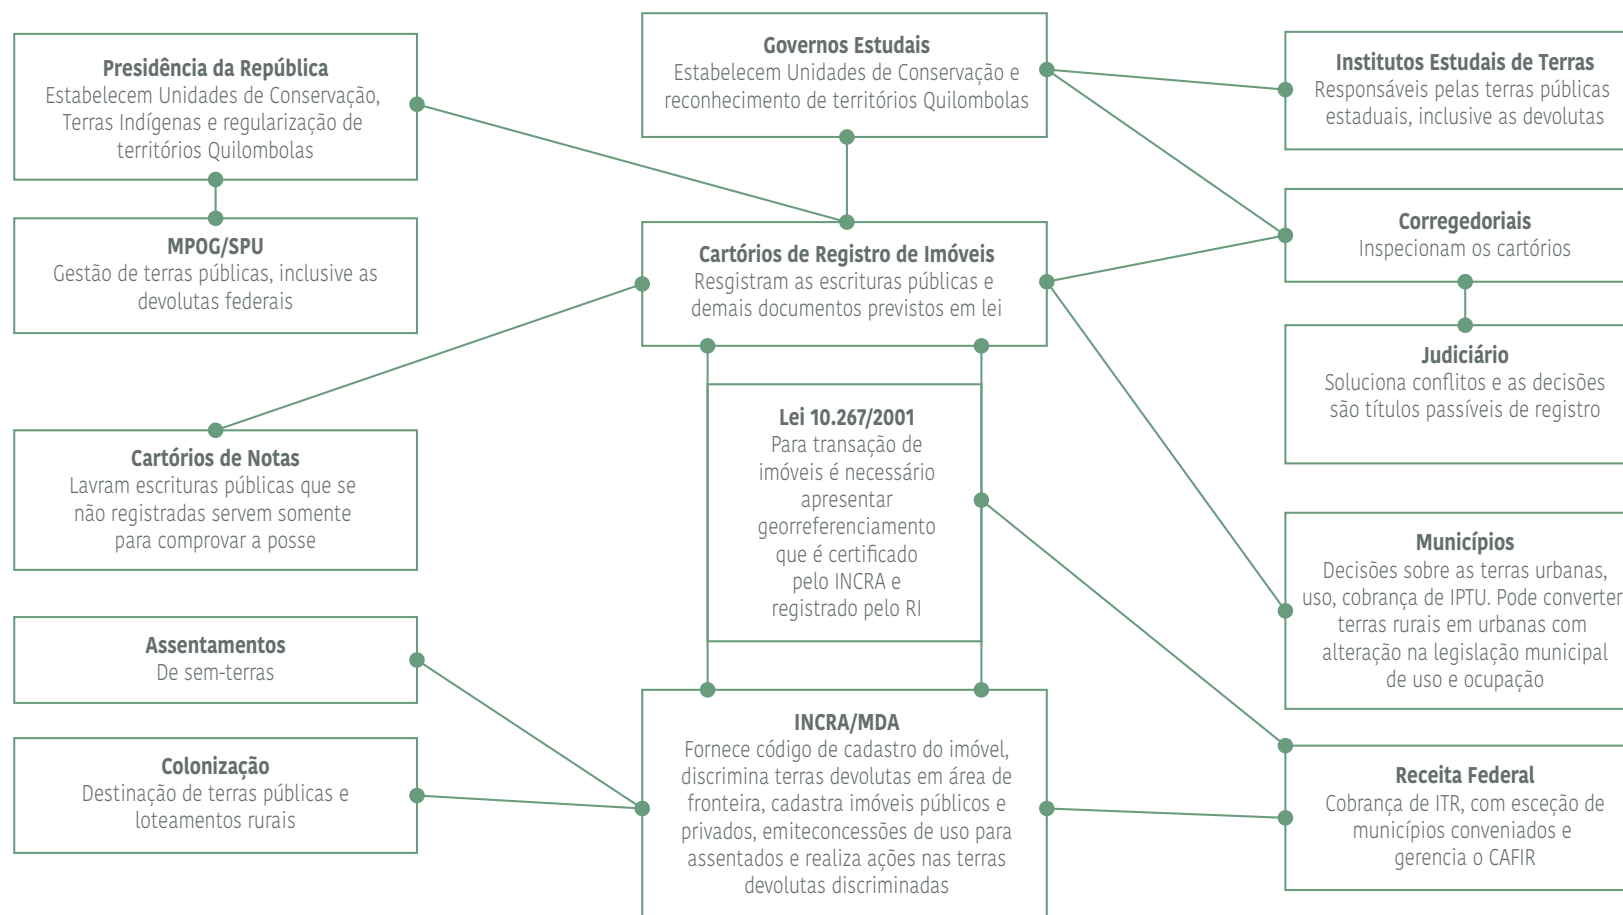 Presidência da República
Estabelecem Unidades de Conservação,
Terras Indígenas e regularização de
territórios Quilombolas
MPOG/SPU
Gestão de terras públicas, inclusive as
devolutas federais
Cartórios de Notas
Lavram escrituras públicas que se
não registradas servem somente
para comprovar a posse
Assentamentos
De sem-terras
Colonização
Destinação de terras públicas e
loteamentos rurais
Governos Estudais
Estabelecem Unidades de Conservação e
reconhecimento de territórios Quilombolas
Cartórios de Registro de Imóveis
Resgistram as escrituras públicas e
demais documentos previstos em lei
Lei 10.267/2001
Para transação de
imóveis é necessário
apresentar
georreferenciamento
que é certificado
pelo INCRA e
registrado pelo RI
INCRA/MDA
Fornece código de cadastro do imóvel,
discrimina terras devolutas em área de
fronteira, cadastra imóveis públicos e
privados, emiteconcessões de uso para
assentados e realiza ações nas terras
devolutas discriminadas
Institutos Estudais de Terras
Responsáveis pelas terras públicas
estaduais, inclusive as devolutas
Corregedoriais
Inspecionam os cartórios
Judiciário
Soluciona conflitos e as decisões
são títulos passíveis de registro
Municípios
Decisões sobre as terras urbanas,
uso, cobrança de IPTU. Pode converter
terras rurais em urbanas com
alteração na legislação municipal
de uso e ocupação
Receita Federal
Cobrança de ITR, com esceção de
municípios conveniados e
gerencia o CAFIR